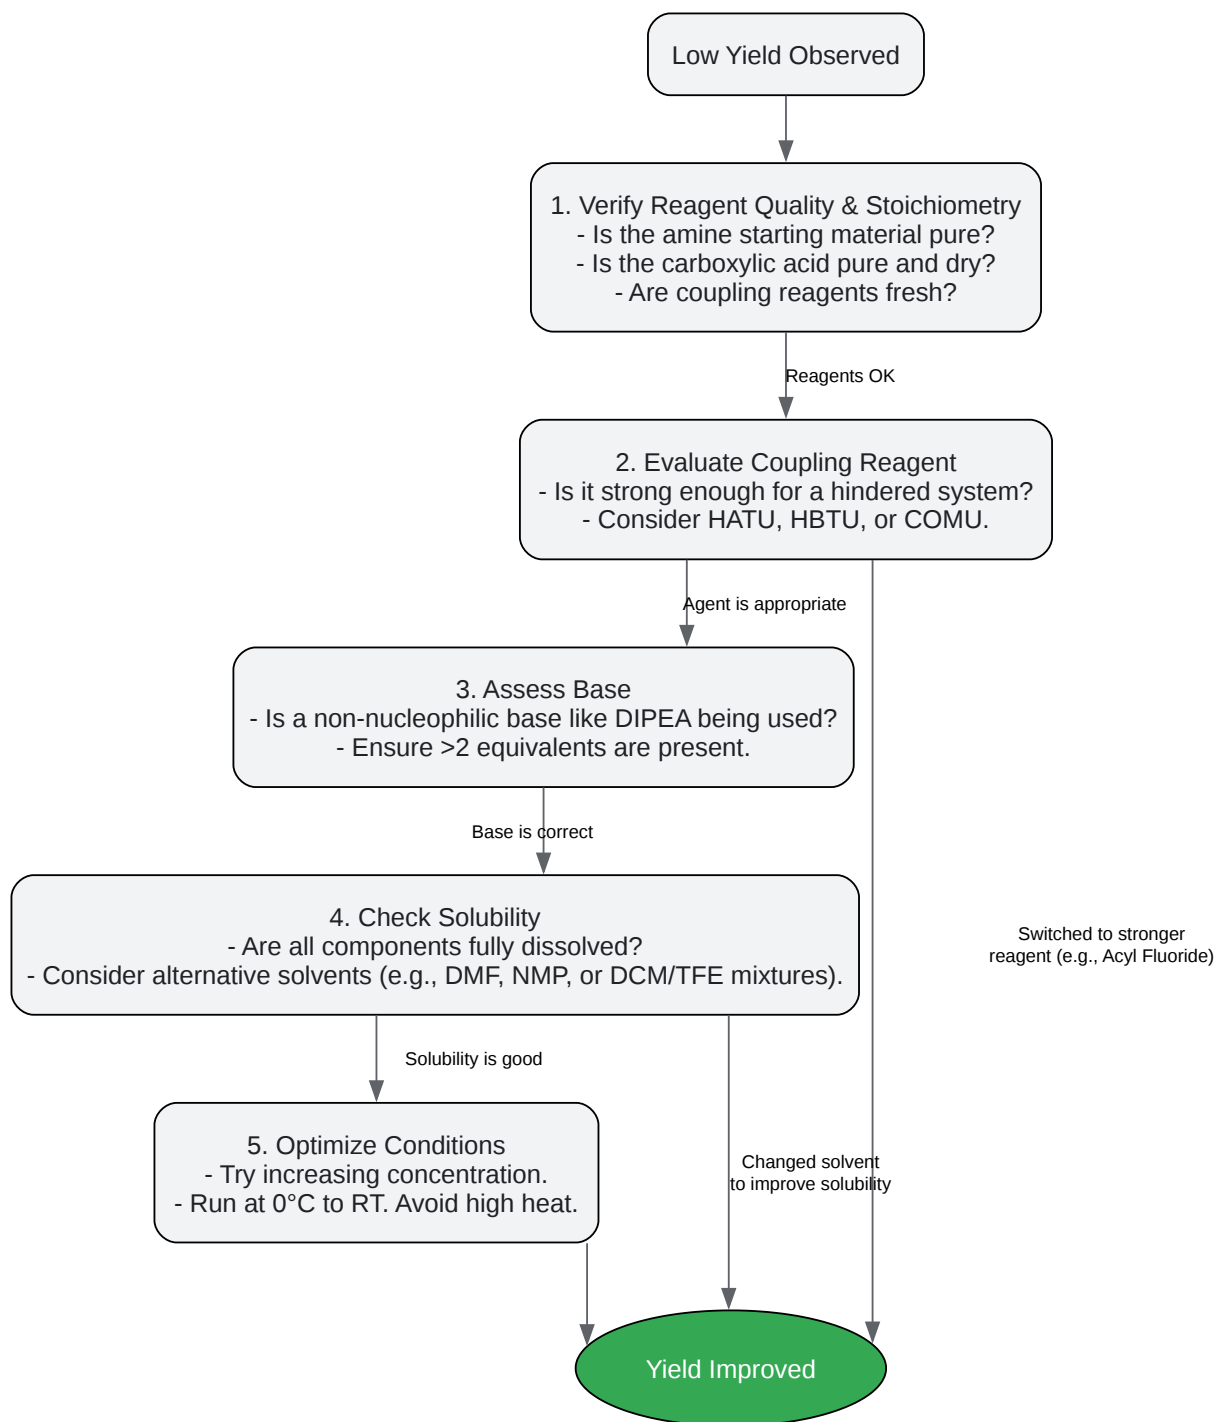 Low Yield Observed
1. Verify Reagent Quality & Stoichiometry
- Is the amine starting material pure?
- Is the carboxylic acid pure and dry?
- Are coupling reagents fresh?
Reagents OK
2. Evaluate Coupling Reagent
- Is it strong enough for a hindered system?
- Consider HATU, HBTU, or COMU.
Agent is appropriate
3. Assess Base
- Is a non-nucleophilic base like DIPEA being used?
- Ensure >2 equivalents are present.
Base is correct
4. Check Solubility
- Are all components fully dissolved?
- Consider alternative solvents (e.g., DMF, NMP, or DCM/TFE mixtures).
Switched to stronger
reagent (e.g., Acyl Fluoride)
Solubility is good
5. Optimize Conditions
- Try increasing concentration.
- Run at 0°C to RT. Avoid high heat.
Changed solvent
to improve solubility
Yield Improved